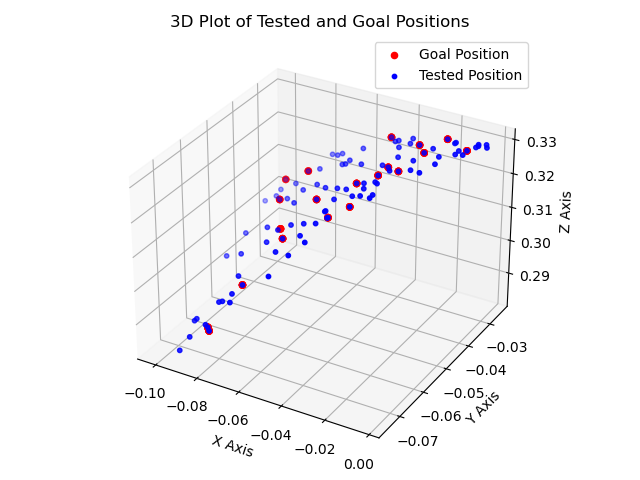 3D Plot of Tested and Goal Positions
Goal Position
Tested Position
0.33
0.32
0.31
0.30
0.29
Z Axis
−0.03
−0.04
−0.05
−0.06
−0.07
Y Axis
−0.10
−0.08
−0.06
−0.04
−0.02
0.00
X Axis